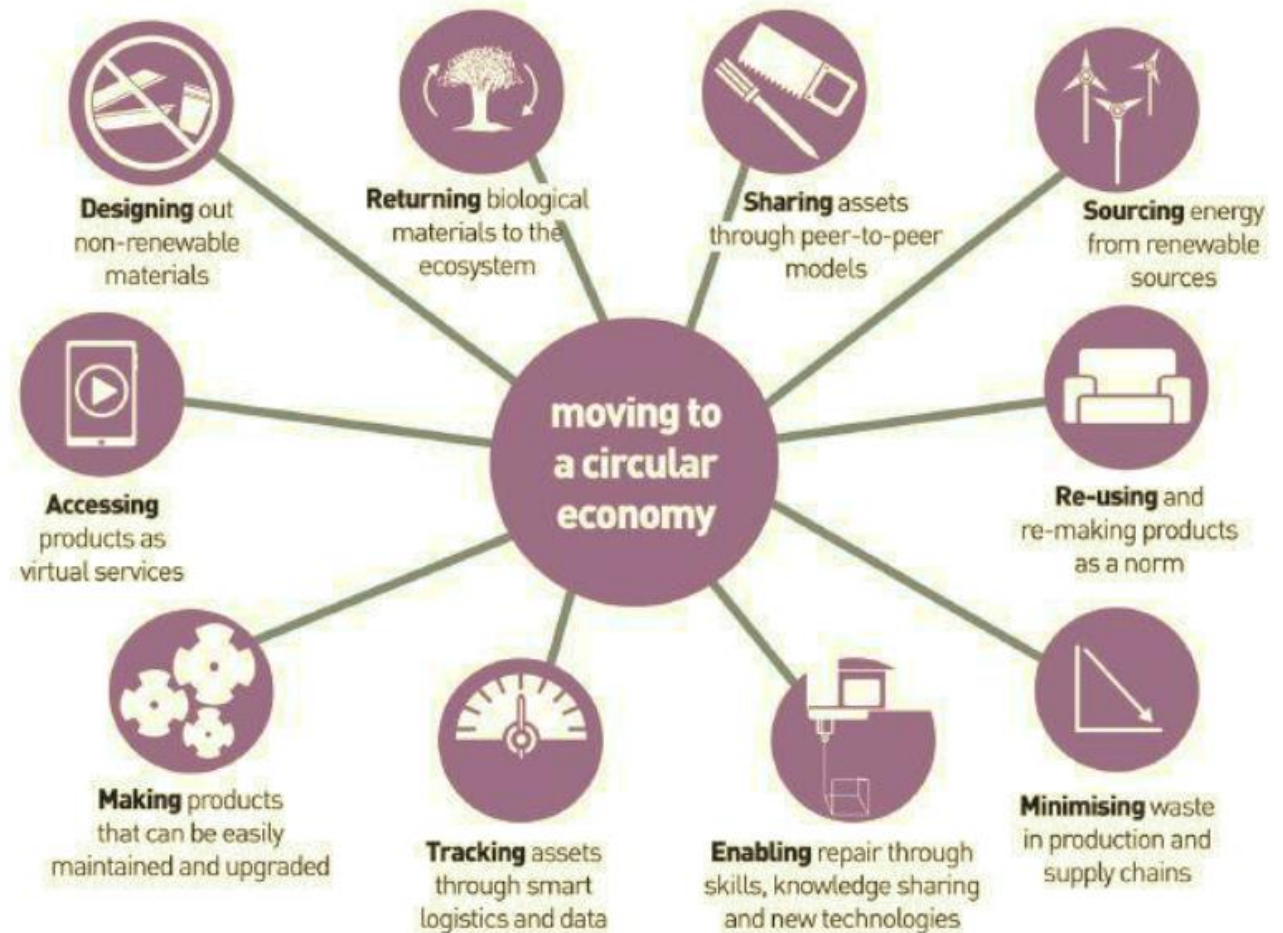 Designing out
non-renewable
materials
Returning biological
materials to the
ecosystem
Sharing assets
through peer-to-peer
models
Sourcing energy
from renewable
sources
moving to
a circular
economy
Accessing
products as
virtual services
Re-using and
re-making products
as a norm
Making products
that can be easily
maintained and upgraded
Tracking assets
through smart
logistics and data
Enabling repair through
skills, knowledge sharing
and new technologies
Minimising waste
in production and
supply chains